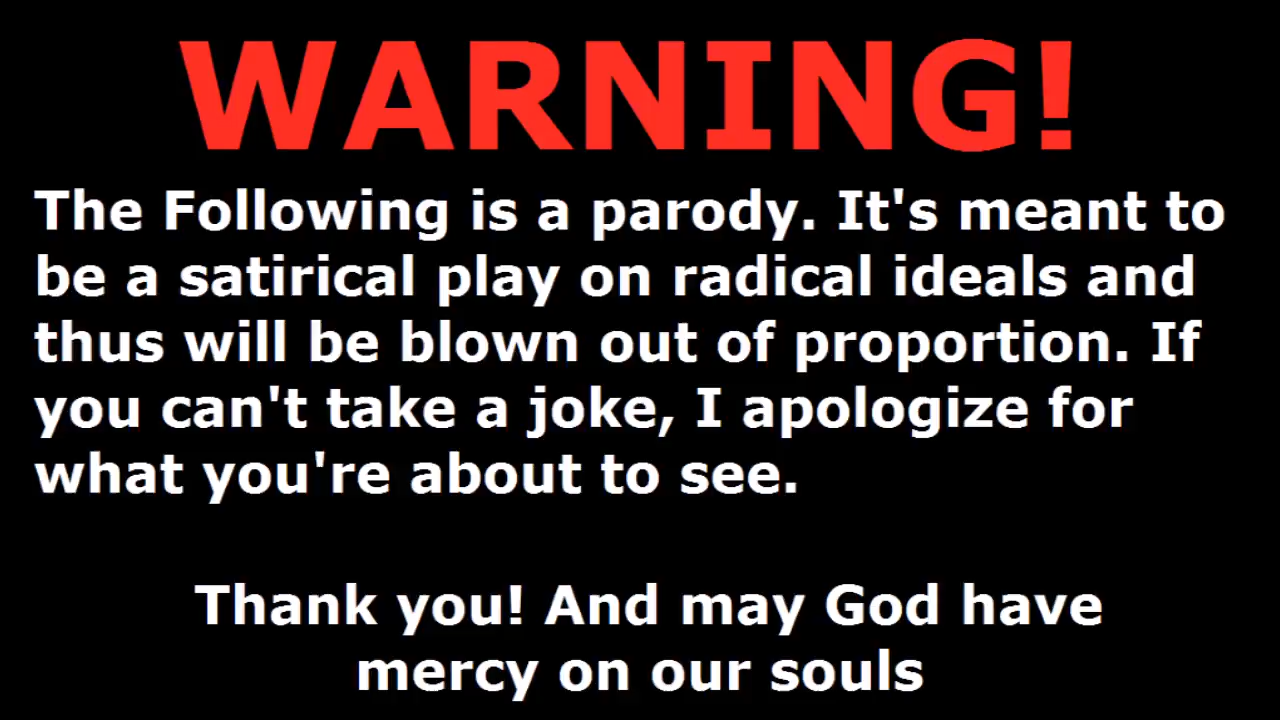 WARNING!
The Following is a parody. It's meant to
be a satirical play on radical ideals and
thus will be blown out of proportion. If
you can't take a joke, I apologize for
what you're about to see.
Thank you! And may God have
mercy on our souls